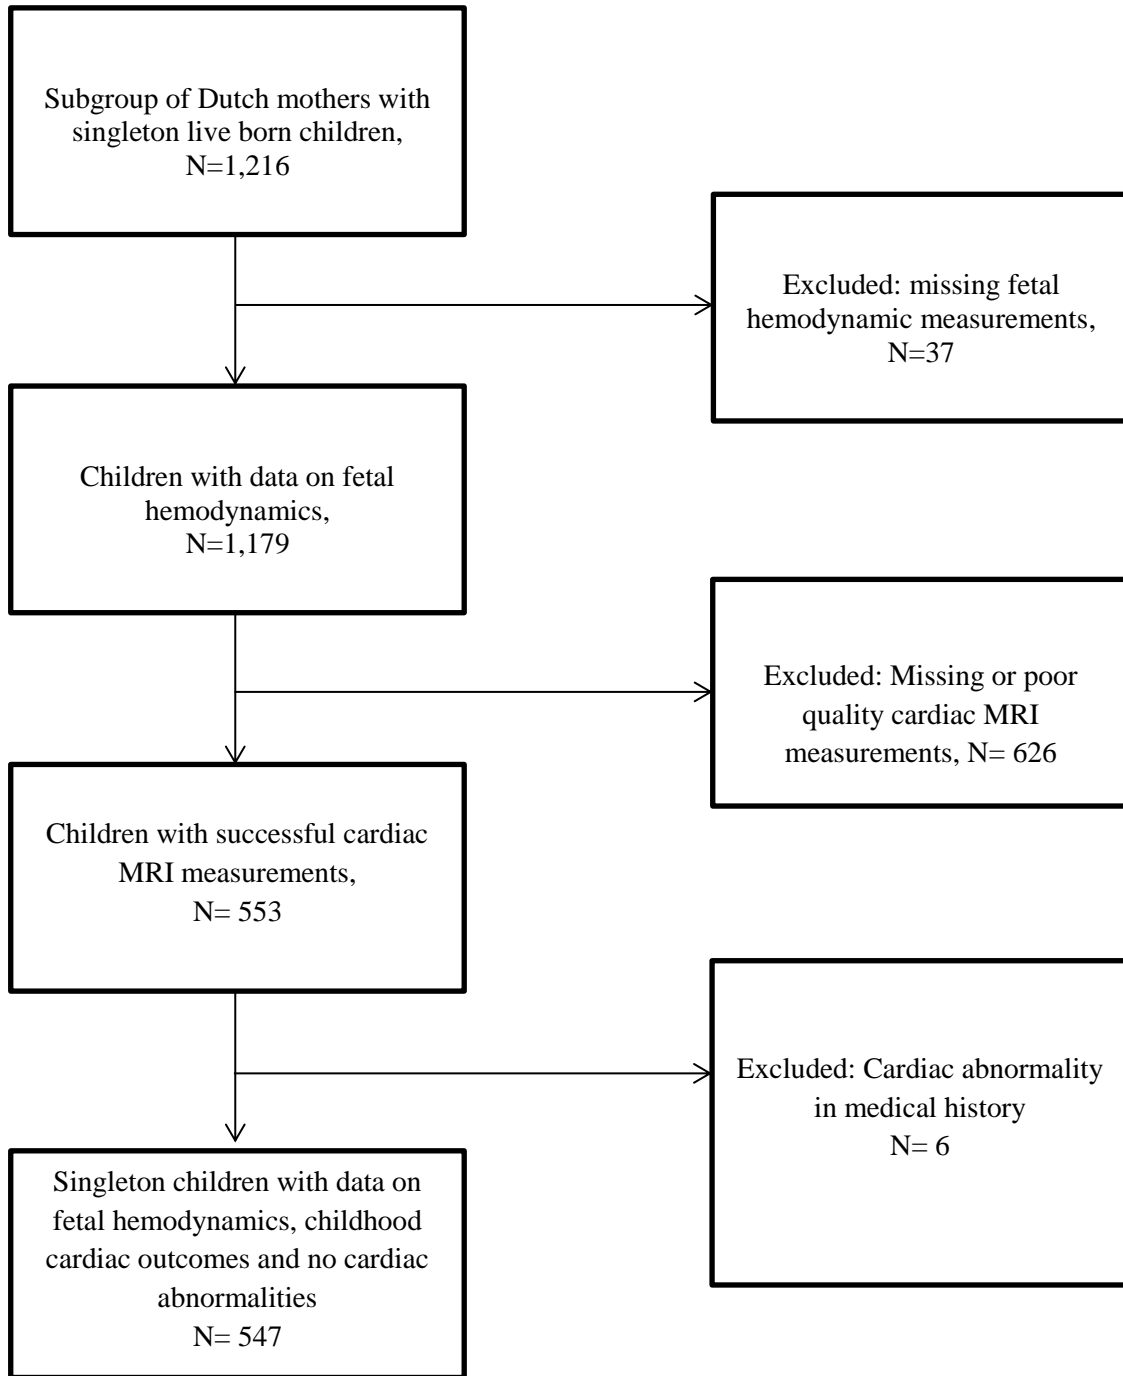 Subgroup of Dutch mothers with
singleton live born children,
N=1,216
Excluded: missing fetal
hemodynamic measurements,
N=37
Children with data on fetal
hemodynamics,
N=1,179
Excluded: Missing or poor
quality cardiac MRI
measurements, N= 626
Children with successful cardiac
MRI measurements,
N= 553
Excluded: Cardiac abnormality
in medical history
N= 6
Singleton children with data on
fetal hemodynamics, childhood
cardiac outcomes and no cardiac
abnormalities
N= 547